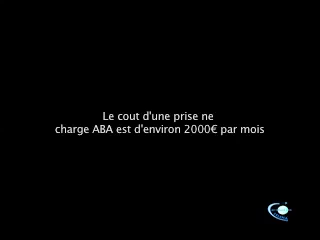 Le cout d'une prise ne
charge ABA est d'environ 2000€ par mois